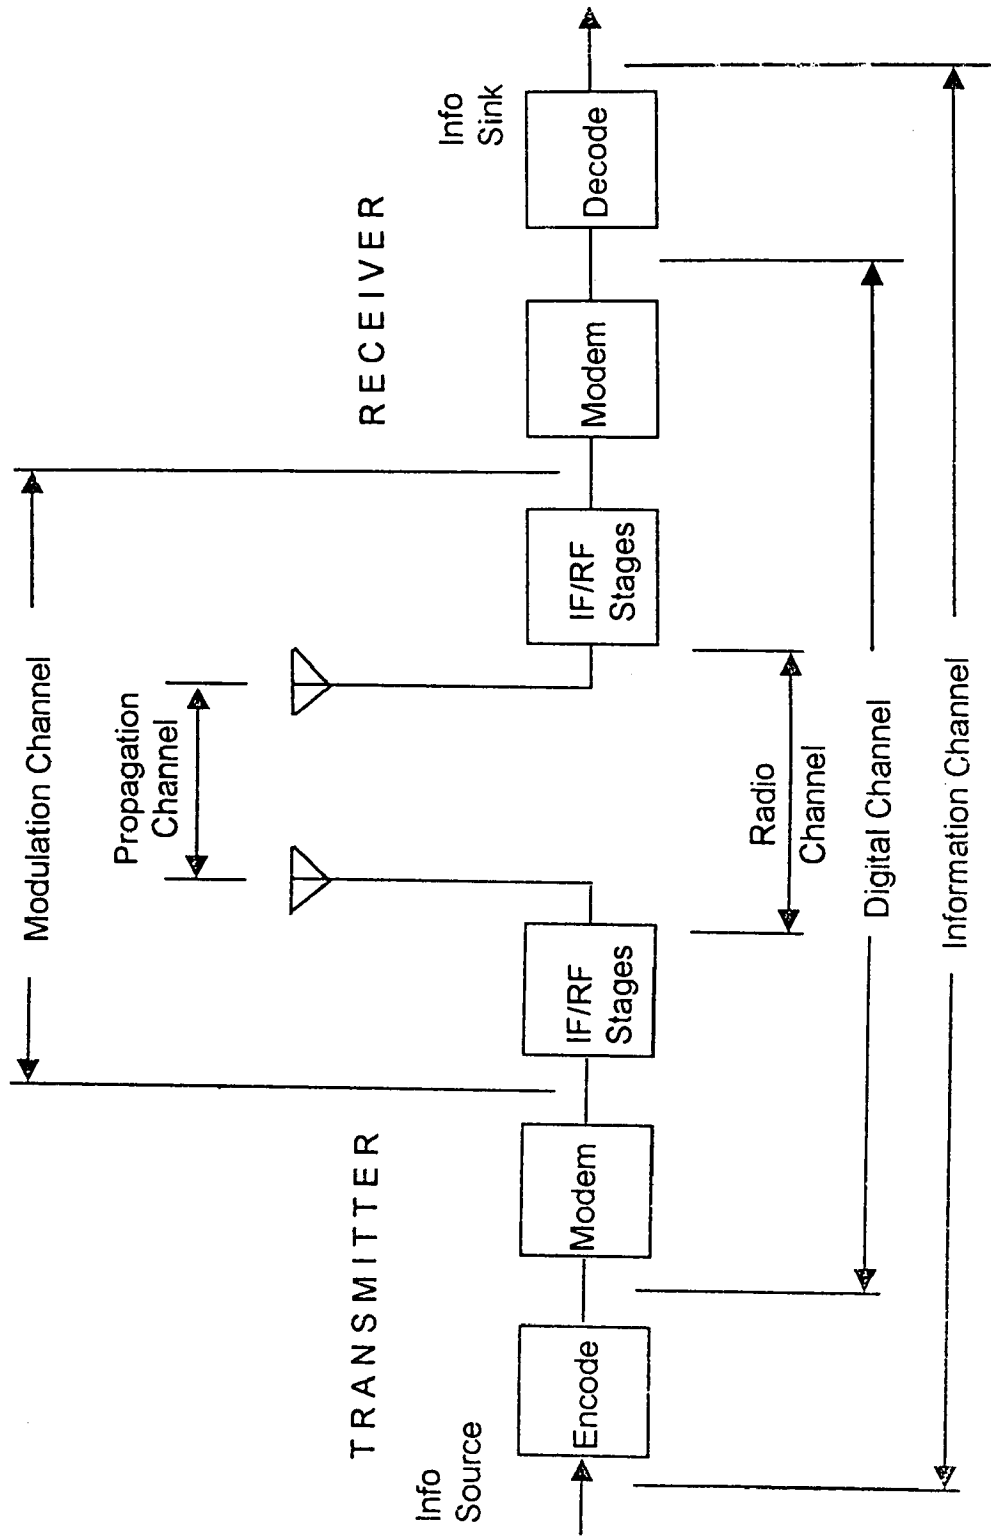 Modulation Channel
Propagation
Channel
TRANSMITTER
RECEIVER
Info
Source
Info
Sink
Encode
Modem
IF/RF
Stages
IF/RF
Stages
Modem
Decode
Radio
Channel
Digital Channel
Information Channel